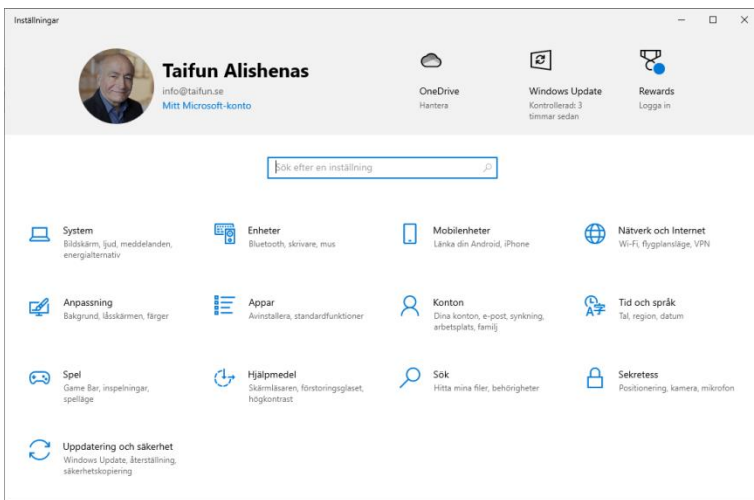 Inställningar
Taifun Alishenas
info@taifun.se
Mitt Microsoft-konto
OneDrive
Hantera
Windows Update
Kontrollerad: 3
timmar sedan
Rewards
Logga in
Sök efter en inställning
System
Bildskärm, ljud, meddelanden,
energialternativ
Enheter
Bluetooth, skrivare, mus
Mobilenheter
Länka din Android, iPhone
Nätverk och Internet
Wi-Fi, flygplansläge, VPN
Anpassning
Bakgrund, låsskärmen, färger
Appar
Avinstallera, standardfunktioner
Konton
Dina konton, e-post, synkning,
arbetsplats, familj
Tid och språk
Tal, region, datum
Spel
Game Bar, inspelningar,
spelläge
Hjälpmedel
Skärmläsaren, förstoringsglaset,
högkontrast
Sök
Hitta mina filer, behörigheter
Sekretess
Positionering, kamera, mikrofon
Uppdatering och säkerhet
Windows Update, återställning,
säkerhetskopiering